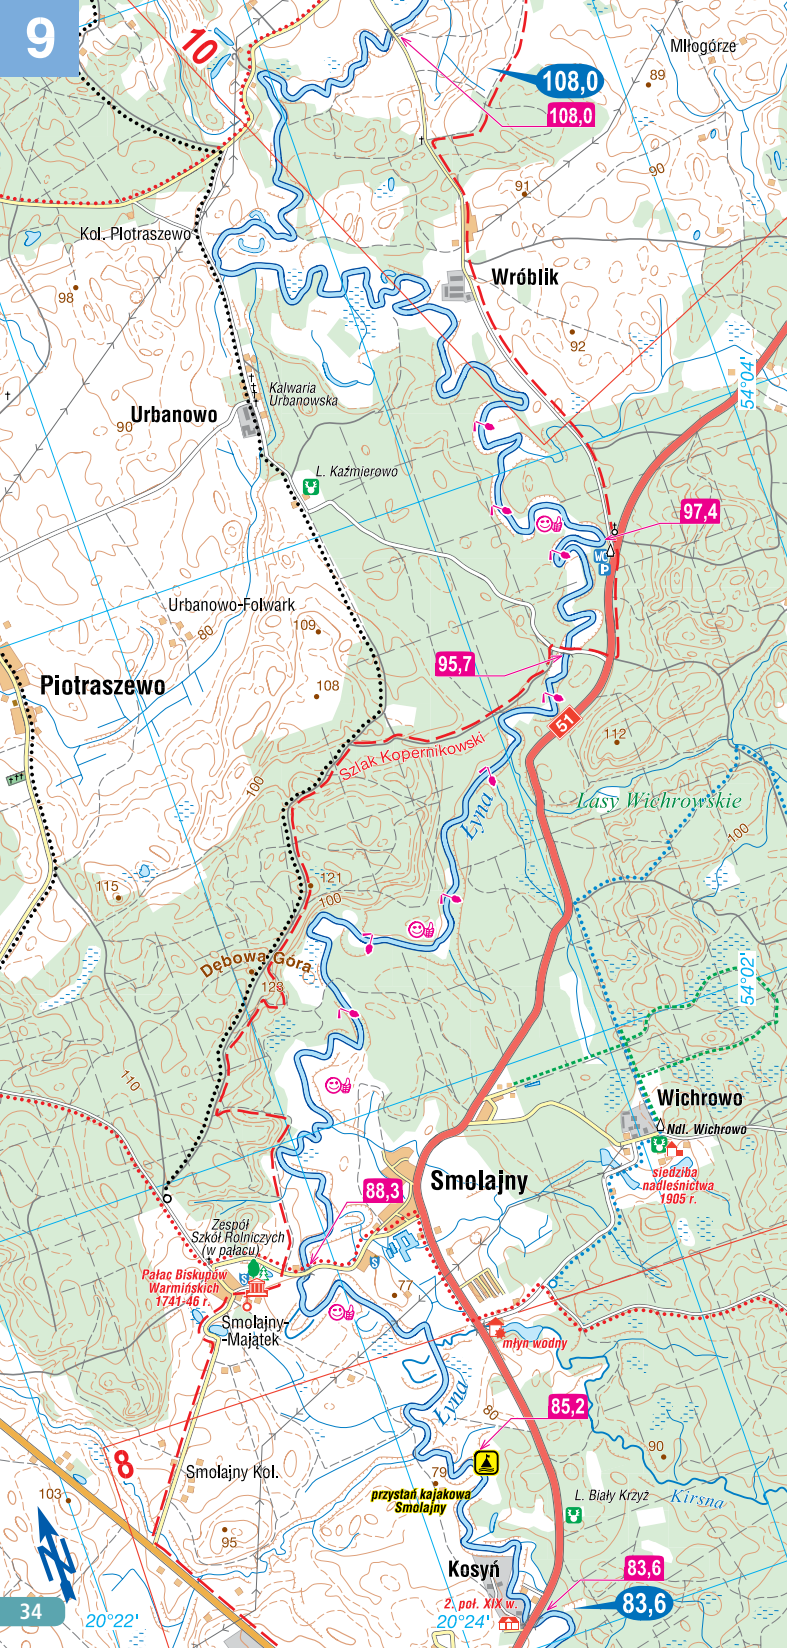 9
10
Miłogórze
89
108,0
108,0
90
91
Kol. Piotraszewo
Wróblik
98
92
54°04'
Kalwaria
Urbanowska
Urbanowo
90
L. Kaźmierowo
97,4
WC
P
Urbanowo-Folwark
80
109
95,7
Piotraszewo
108
51
112
Szlak Kopernikowski
100
Lasy Wichrowskie
Łyna
100
121
115
100
Dębowa Góra
128
54°02'
110
Wichrowo
Ndl. Wichrowo
siedziba
nadleśnictwa
1905 r.
Smolajny
88,3
Zespół
Szkół Rolniczych
(w pałacu)
Pałac Biskupów
Warmińskich
1741-46 r.
S
S
77
Smolajny-
-Majątek
młyn wodny
Łyna
80
85,2
8
90
Smolajny Kol.
79
przystań kajakowa
Smolajny
L. Biały Krzyż
Kirsna
103
95
N
Kosyń
83,6
2. poł. XIX w.
83,6
34
20°22'
20°24'